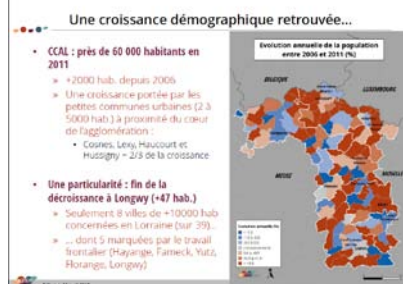 Une croissance démographique retrouvée...
• CCAL : près de 60 000 habitants en
2011
» +2000 hab. depuis 2006
» Une croissance portée par les
petites communes urbaines (2 à
5000 hab.) à proximité du cœur
de l'agglomération :
• Cosnes, Lexy, Haucourt et
Hussigny = 2/3 de la croissance
• Une particularité : fin de la
décroissance à Longwy (+47 hab.)
» Seulement 8 villes de +10000 hab
concernées en Lorraine (sur 39)...
» ... dont 5 marquées par le travail
frontalier (Hayange, Fameck, Yutz,
Florange, Longwy)
Evolution annuelle de la population
entre 2006 et 2011 (%)
BELGIQUE
LUXEMBOURG
MEUSE
MOSELLE